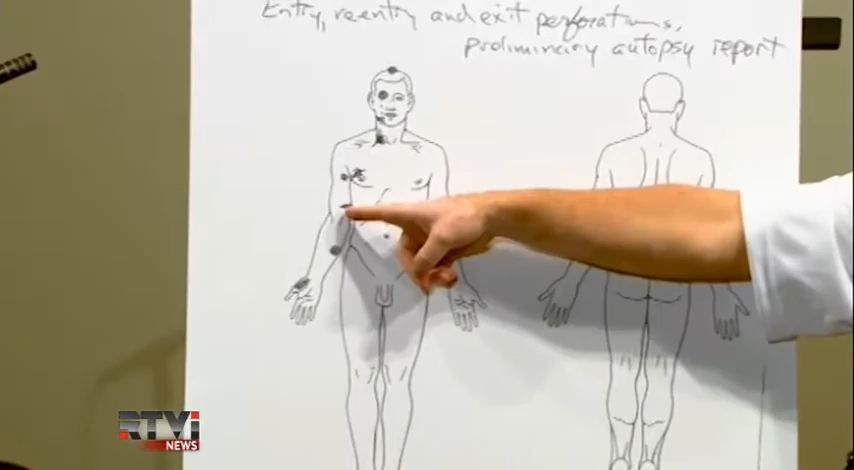 Entry, reentry and exit perforations,
Preliminary autopsy report
RTVi
NEWS